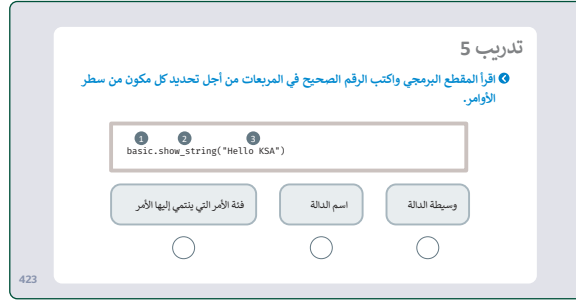 تدريب 5
اقرأ المقطع البرمجي واكتب الرقم الصحيح في المربعات من أجل تحديد كل مكون من سطر
الأوامر.
1 2 3
basic.show_string("Hello KSA")
وسيطة الدالة اسم الدالة فئة الأمر التي ينتمي إليها الأمر
423